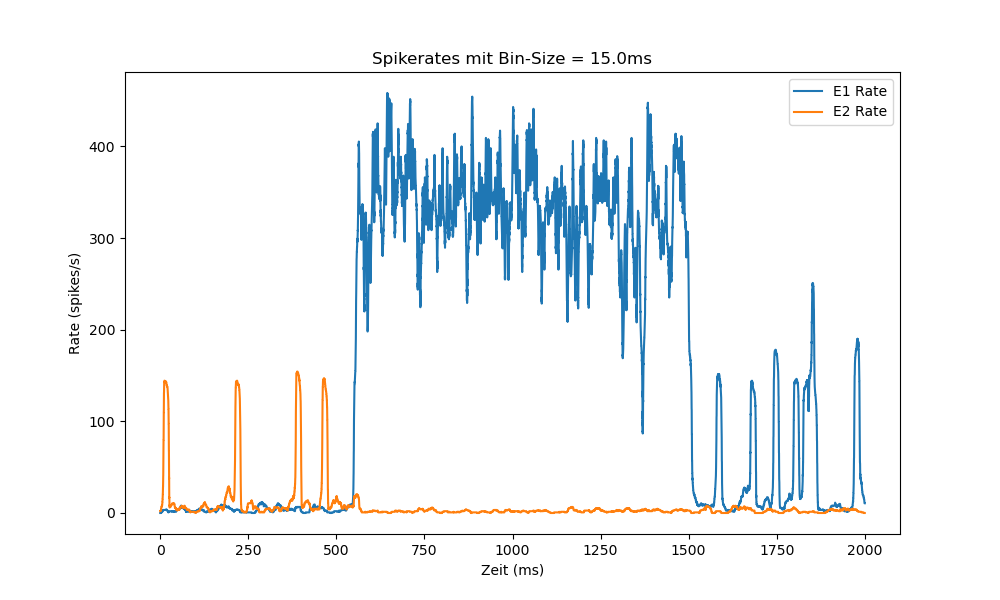 Spikerates mit Bin-Size = 15.0ms
E1 Rate
E2 Rate
Rate (spikes/s)
400
300
200
100
0
0 250 500 750 1000 1250 1500 1750 2000
Zeit (ms)